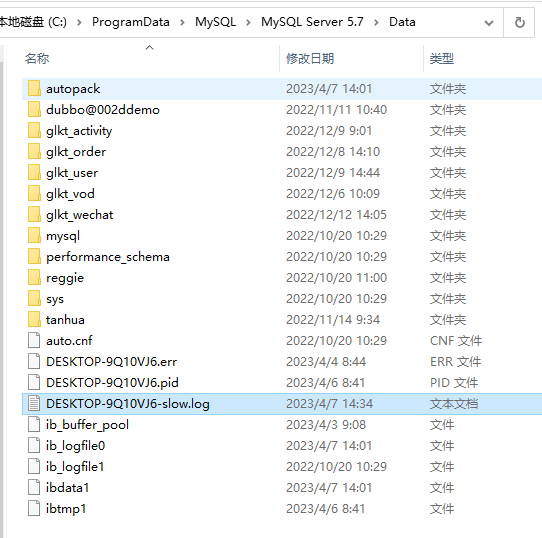 本地磁盘 (C:) > ProgramData > MySQL > MySQL Server 5.7 > Data
名称 修改日期 类型
autopack 2023/4/7 14:01 文件夹
dubbo@002ddemo 2022/11/11 10:40 文件夹
glkt_activity 2022/12/9 9:01 文件夹
glkt_order 2022/12/8 14:10 文件夹
glkt_user 2022/12/9 14:44 文件夹
glkt_vod 2022/12/6 10:09 文件夹
glkt_wechat 2022/12/12 14:05 文件夹
mysql 2022/10/20 10:29 文件夹
performance_schema 2022/10/20 10:29 文件夹
reggie 2022/10/20 11:00 文件夹
sys 2022/10/20 10:29 文件夹
tanhua 2022/11/14 9:34 文件夹
auto.cnf 2022/10/20 10:29 CNF 文件
DESKTOP-9Q10VJ6.err 2023/4/4 8:44 ERR 文件
DESKTOP-9Q10VJ6.pid 2023/4/6 8:41 PID 文件
DESKTOP-9Q10VJ6-slow.log 2023/4/7 14:34 文本文档
ib_buffer_pool 2023/4/3 9:08 文件
ib_logfile0 2023/4/7 14:01 文件
ib_logfile1 2022/10/20 10:29 文件
ibdata1 2023/4/7 14:01 文件
ibtmp1 2023/4/6 8:41 文件